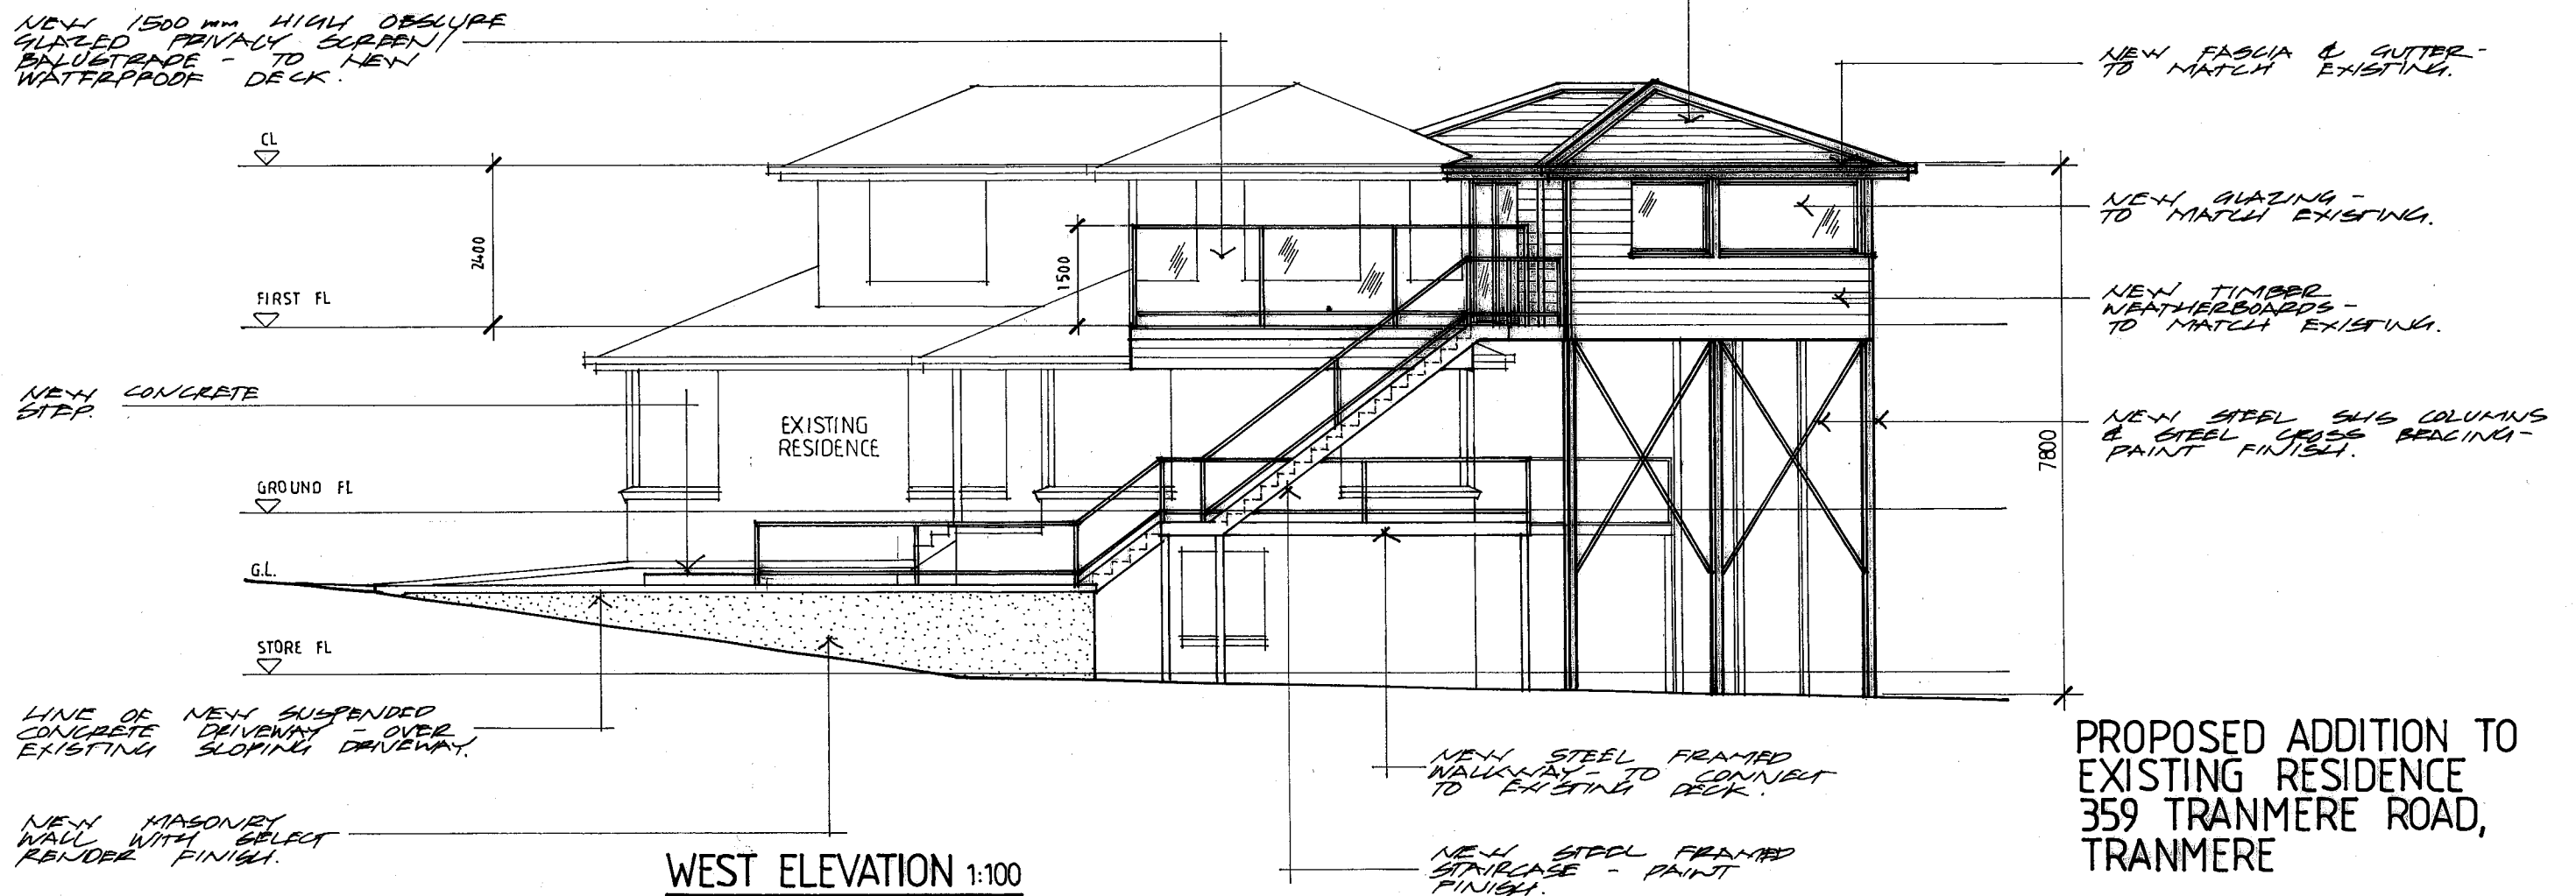 NEW 1500 mm HIGH OBSCURE
GLAZED PRIVACY SCREEN/
BALUSTRADE - TO NEW
WATERPROOF DECK.
NEW FASCIA & GUTTER -
TO MATCH EXISTING.
CL
NEW GLAZING -
TO MATCH EXISTING.
2400
1500
FIRST FL
NEW TIMBER
WEATHERBOARDS -
TO MATCH EXISTING.
NEW CONCRETE
STEP.
EXISTING
RESIDENCE
NEW STEEL SHS COLUMNS
& STEEL CROSS BRACING -
PAINT FINISH.
7800
GROUND FL
G.L.
STORE FL
LINE OF NEW SUSPENDED
CONCRETE DRIVEWAY - OVER
EXISTING SLOPING DRIVEWAY.
NEW STEEL FRAMED
WALKWAY - TO CONNECT
TO EXISTING DECK.
NEW MASONRY
WALL WITH SELECT
RENDER FINISH.
NEW STEEL FRAMED
STAIRCASE - PAINT
FINISH.
WEST ELEVATION 1:100
PROPOSED ADDITION TO
EXISTING RESIDENCE
359 TRANMERE ROAD,
TRANMERE